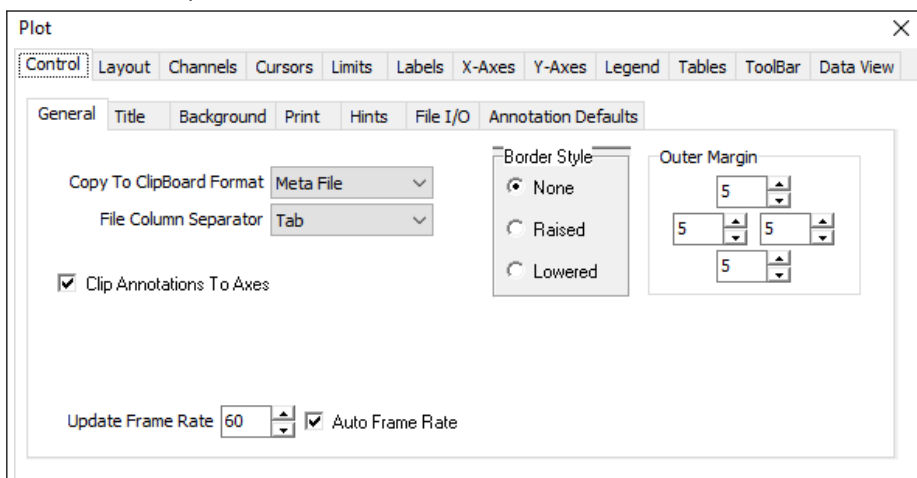 Plot
Control Layout Channels Cursors Limits Labels X-Axes Y-Axes Legend Tables ToolBar Data View
General Title Background Print Hints File I/O Annotation Defaults
Border Style Outer Margin
Copy To ClipBoard Format Meta File None 5
File Column Separator Tab Raised 5 5
Clip Annotations To Axes Lowered 5
Update Frame Rate 60 Auto Frame Rate